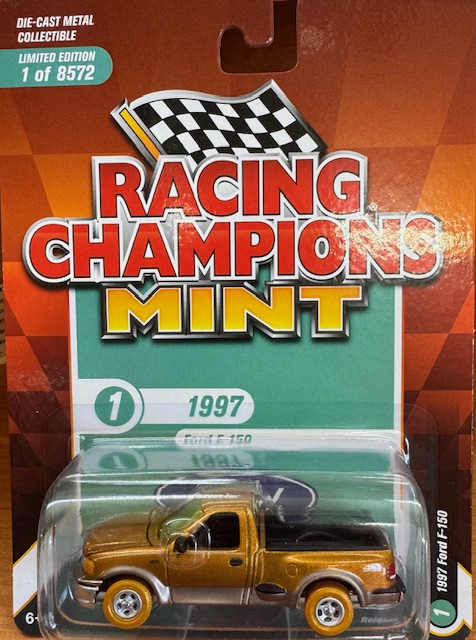 DIE-CAST METAL
COLLECTIBLE
LIMITED EDITION
1 of 8572
RACING
CHAMPIONS®
MINT
1
1997
Ford F-150
1
1997 Ford F-150
6+